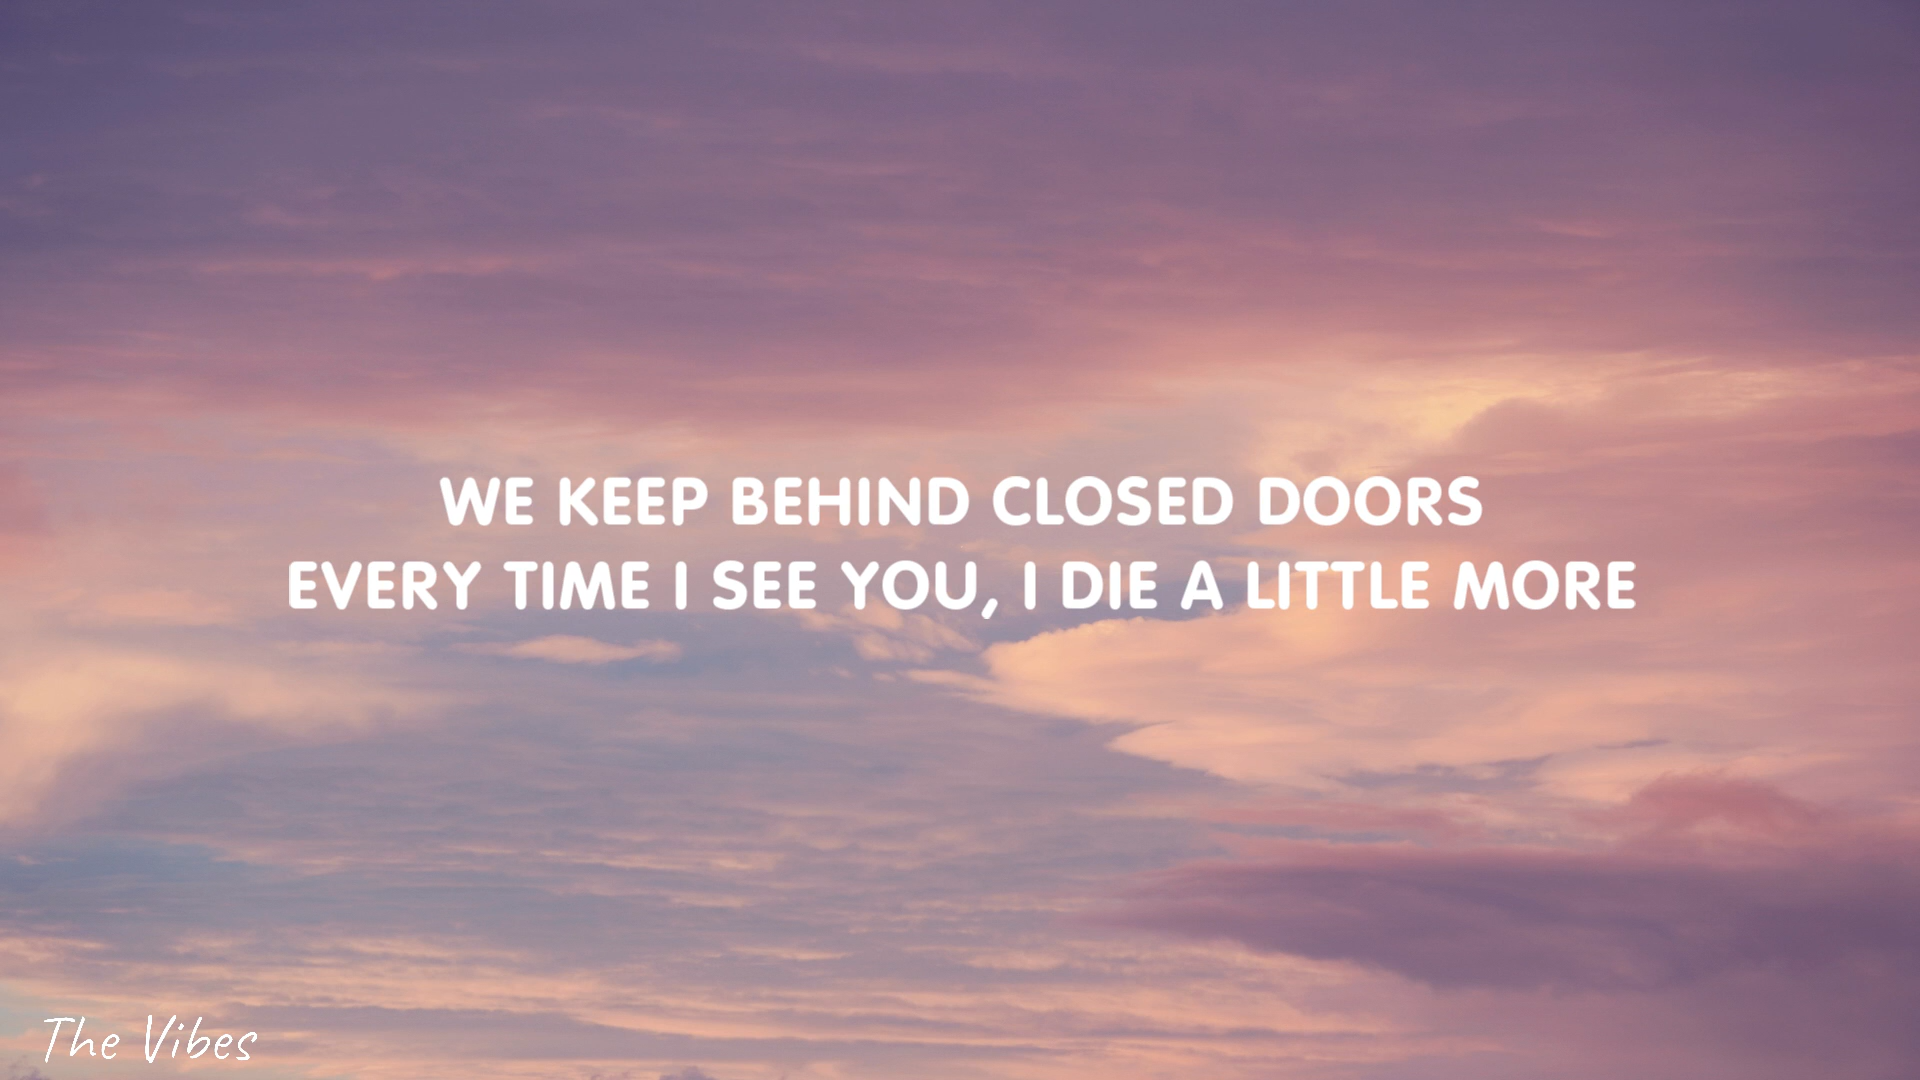 WE KEEP BEHIND CLOSED DOORS
EVERY TIME I SEE YOU, I DIE A LITTLE MORE
The Vibes